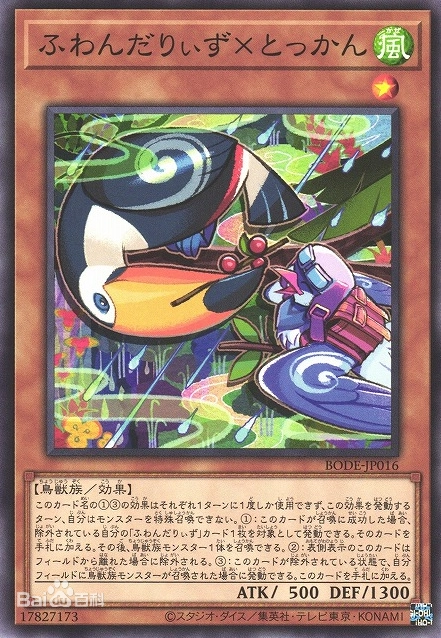 ふわんだりぃず×とっかん
風
BODE-JP016
【鳥獣族／効果】
このカード名の①③の効果はそれぞれ1ターンに1度しか使用できず、この効果を発動する
ターン、自分はモンスターを特殊召喚できない。①：このカードが召喚に成功した場合、
除外されている自分の「ふわんだりぃず」カード1枚を対象として発動できる。そのカードを
手札に加える。その後、鳥獣族モンスター1体を召喚できる。②：表側表示のこのカードは
フィールドから離れる場合に除外される。③：このカードが除外されている状態で、自分
フィールドに鳥獣族モンスターが召喚された場合に発動できる。このカードを手札に加える。
ATK/ 500 DEF/1300
17827173
©スタジオ・ダイス／集英社・テレビ東京・KONAMI
Bai百科